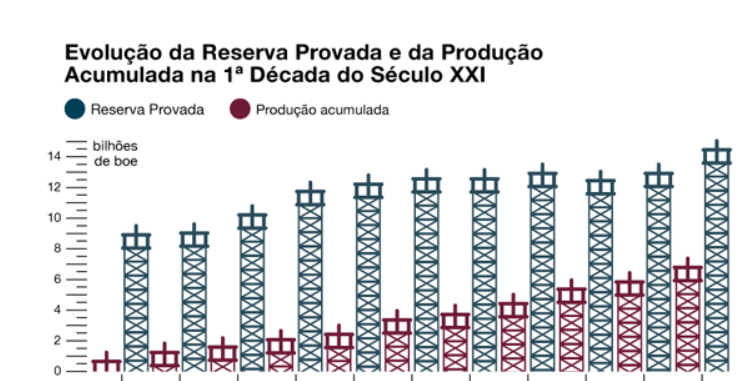 Evolução da Reserva Provada e da Produção
Acumulada na 1ª Década do Século XXI
Reserva Provada
Produção acumulada
bilhões
de boe
14
12
10
8
6
4
2
0